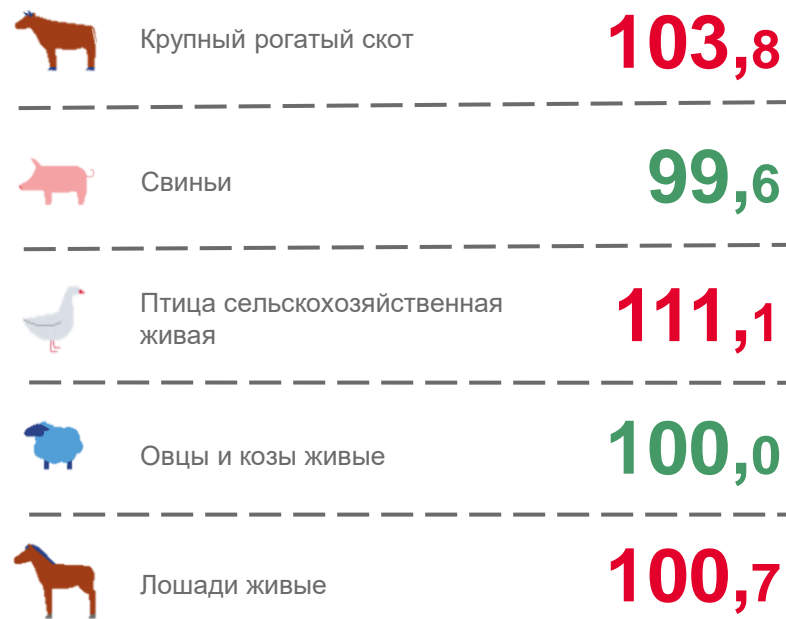 Крупный рогатый скот 103,8
Свиньи 99,6
Птица сельскохозяйственная
живая 111,1
Овцы и козы живые 100,0
Лошади живые 100,7